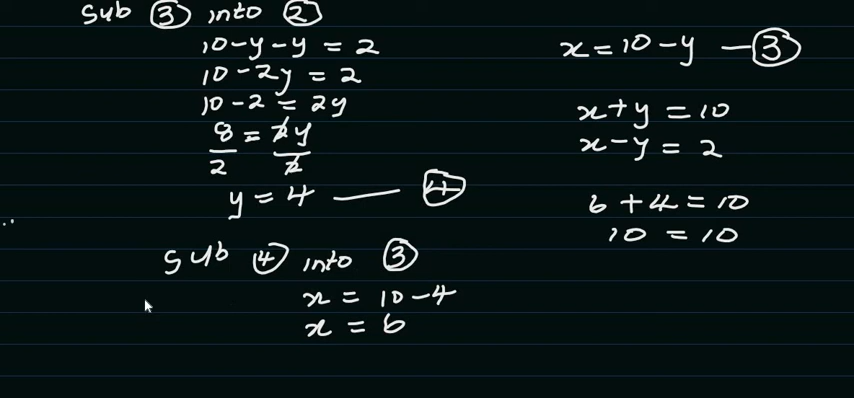 sub ③ into ②
10-y-y = 2
10-2y = 2
10-2 = 2y
8/2 = 2y/2
y = 4 —— ④
sub ④ into ③
x = 10-4
x = 6
x = 10-y —③
x+y = 10
x-y = 2
6+4 = 10
10 = 10